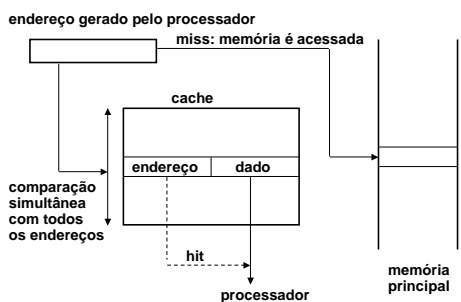 endereço gerado pelo processador
miss: memória é acessada
cache
endereço dado
comparação
simultânea
com todos
os endereços
hit
processador
memória
principal